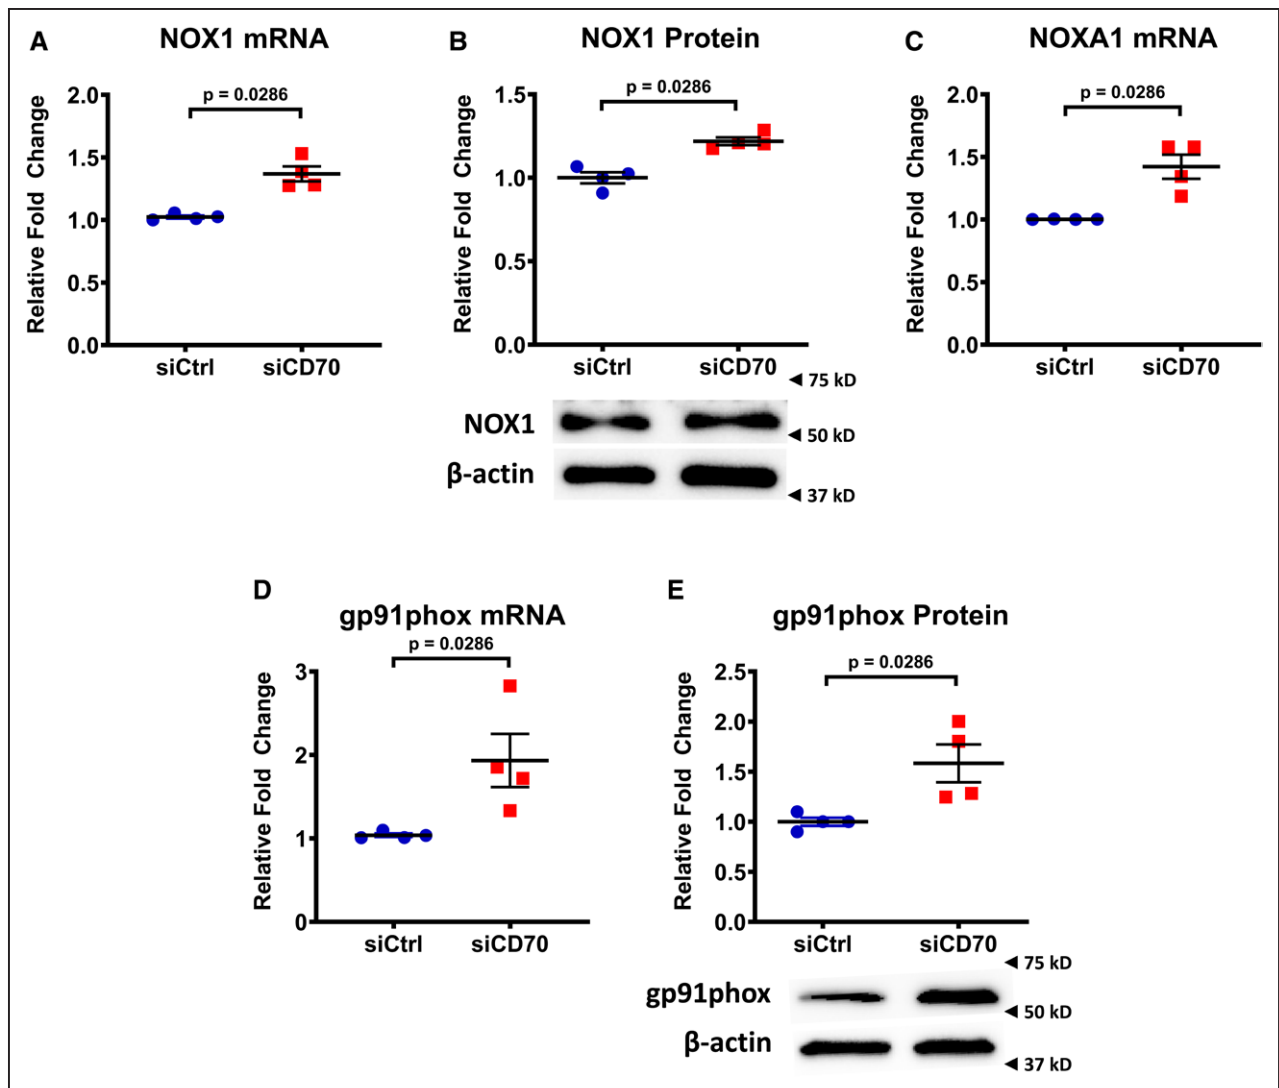 A NOX1 mRNA
Relative Fold Change
2.0
1.5
1.0
0.5
0.0
p = 0.0286
siCtrl siCD70
B NOX1 Protein
Relative Fold Change
1.5
1.0
0.5
0.0
p = 0.0286
siCtrl siCD70
◄ 75 kD
NOX1
◄ 50 kD
β-actin
◄ 37 kD
C NOXA1 mRNA
Relative Fold Change
2.0
1.5
1.0
0.5
0.0
p = 0.0286
siCtrl siCD70
D
gp91phox mRNA
Relative Fold Change
p = 0.0286
3
2
1
0
siCtrl siCD70
E
gp91phox Protein
Relative Fold Change
p = 0.0286
2.5
2.0
1.5
1.0
0.5
0.0
siCtrl siCD70
◄ 75 kD
gp91phox
◄ 50 kD
β-actin
◄ 37 kD